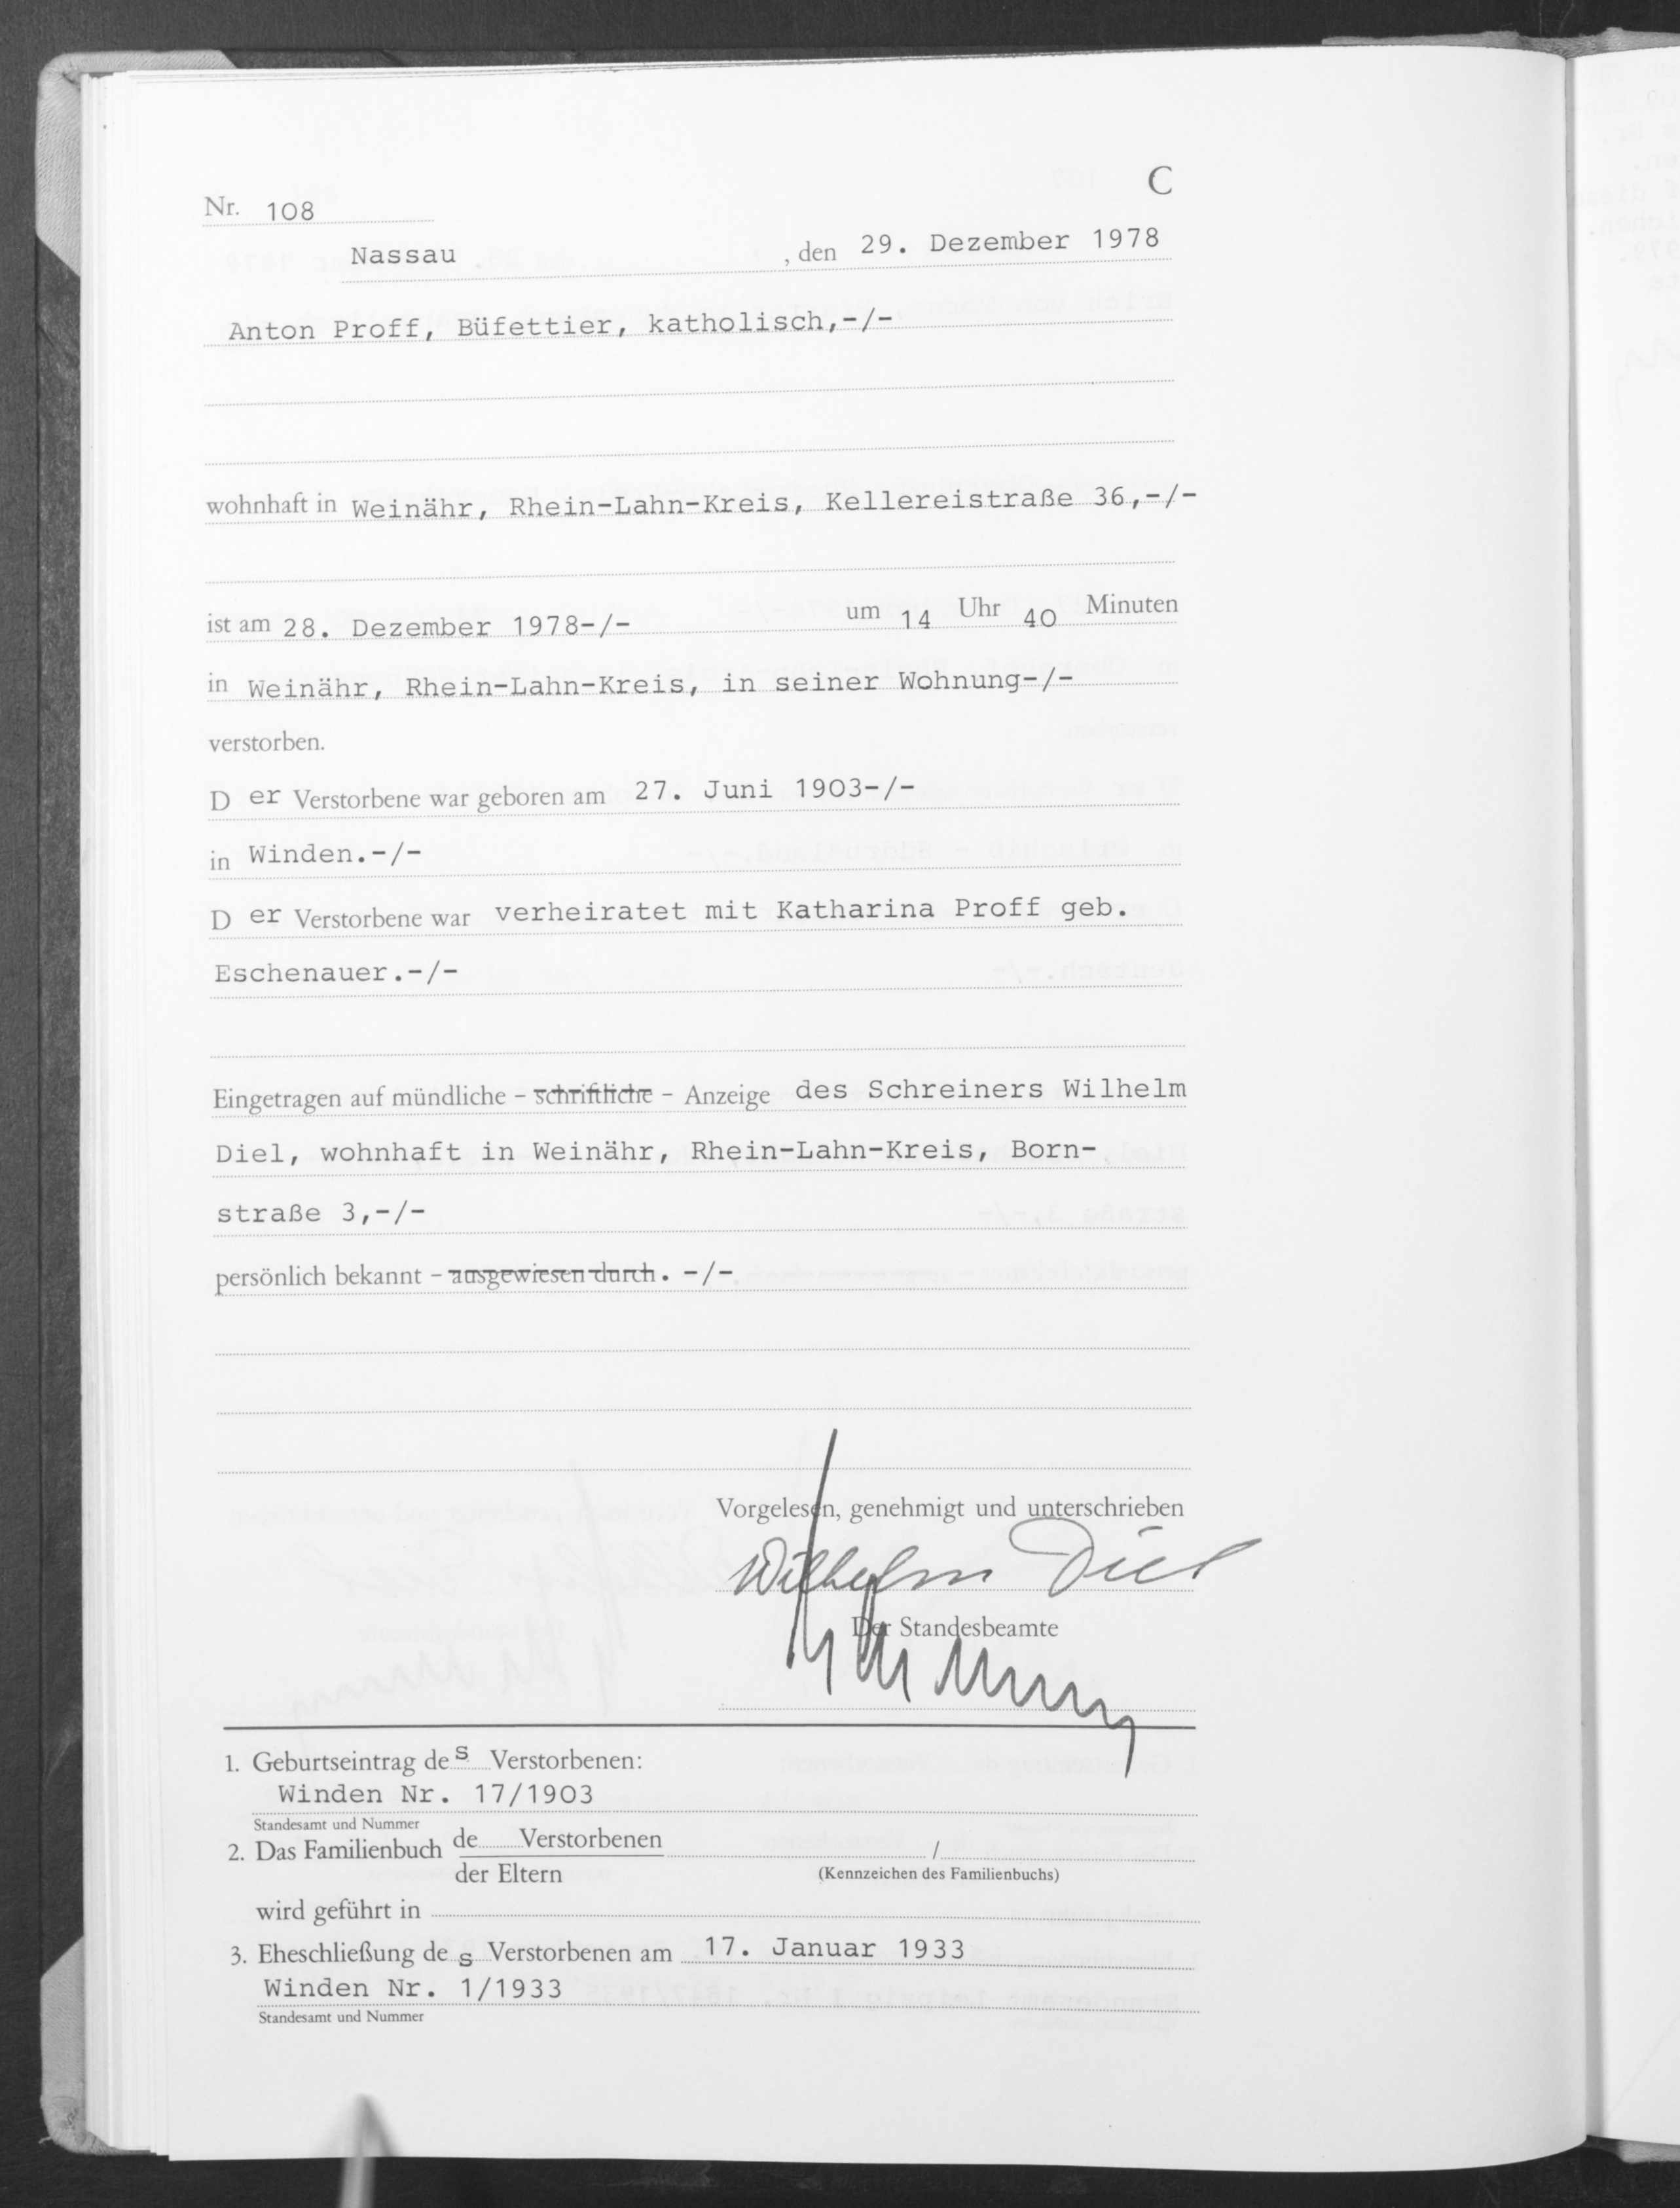 C
Nr. 108
Nassau, den 29. Dezember 1978
Anton Proff, Büfettier, katholisch,-/-
wohnhaft in Weinähr, Rhein-Lahn-Kreis, Kellereistraße 36,-/-
ist am 28. Dezember 1978-/- um 14 Uhr 40 Minuten
in Weinähr, Rhein-Lahn-Kreis, in seiner Wohnung-/-
verstorben.
D er Verstorbene war geboren am 27. Juni 1903-/-
in Winden.-/-
D er Verstorbene war verheiratet mit Katharina Proff geb.
Eschenauer.-/-
Eingetragen auf mündliche - schriftliche - Anzeige des Schreiners Wilhelm
Diel, wohnhaft in Weinähr, Rhein-Lahn-Kreis, Born-
straße 3,-/-
persönlich bekannt - ausgewiesen durch. -/-
Vorgelesen, genehmigt und unterschrieben
Wilhelm Diel
Der Standesbeamte
1. Geburtseintrag des Verstorbenen:
Winden Nr. 17/1903
Standesamt und Nummer
2. Das Familienbuch de Verstorbenen /
der Eltern (Kennzeichen des Familienbuchs)
wird geführt in
3. Eheschließung des Verstorbenen am 17. Januar 1933
Winden Nr. 1/1933
Standesamt und Nummer